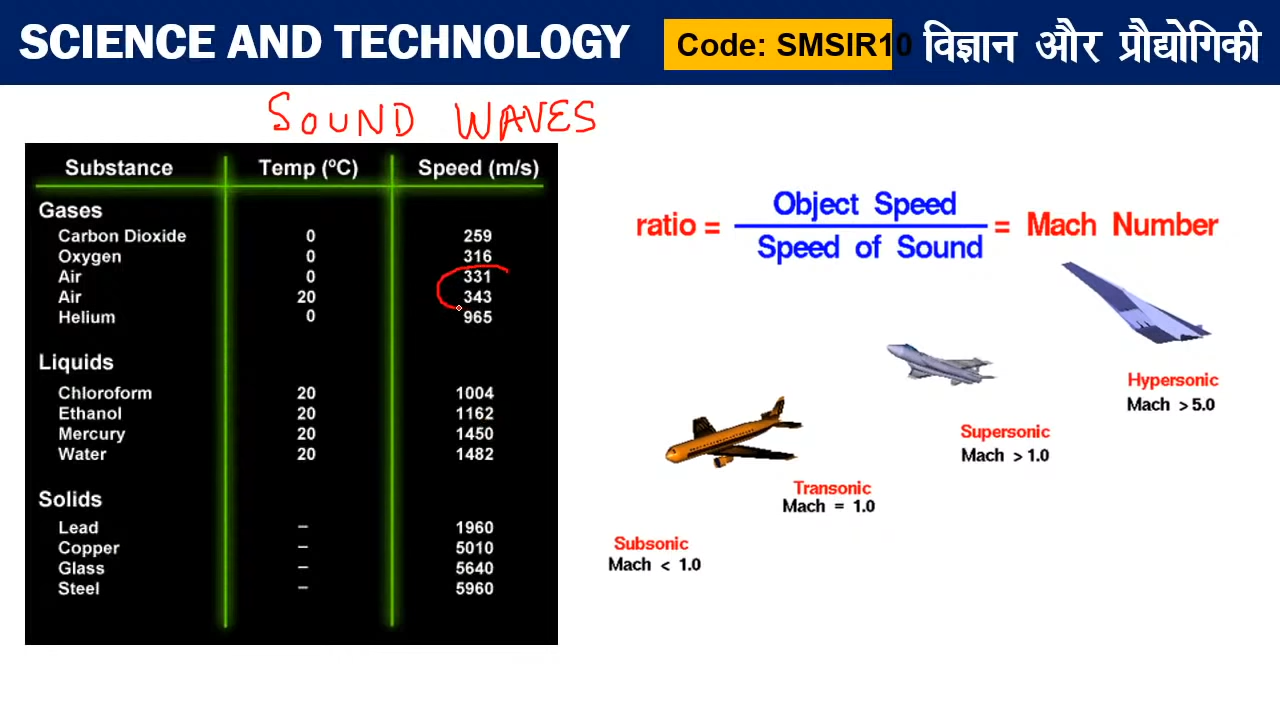 SCIENCE AND TECHNOLOGY
Code: SMSIR10
विज्ञान और प्रौद्योगिकी
SOUND WAVES
Substance Temp (ºC) Speed (m/s)
Gases
Carbon Dioxide 0 259
Oxygen 0 316
Air 0 331
Air 20 343
Helium 0 965
Liquids
Chloroform 20 1004
Ethanol 20 1162
Mercury 20 1450
Water 20 1482
Solids
Lead – 1960
Copper – 5010
Glass – 5640
Steel – 5960
ratio = Object Speed / Speed of Sound = Mach Number
Hypersonic
Mach > 5.0
Supersonic
Mach > 1.0
Transonic
Mach = 1.0
Subsonic
Mach < 1.0